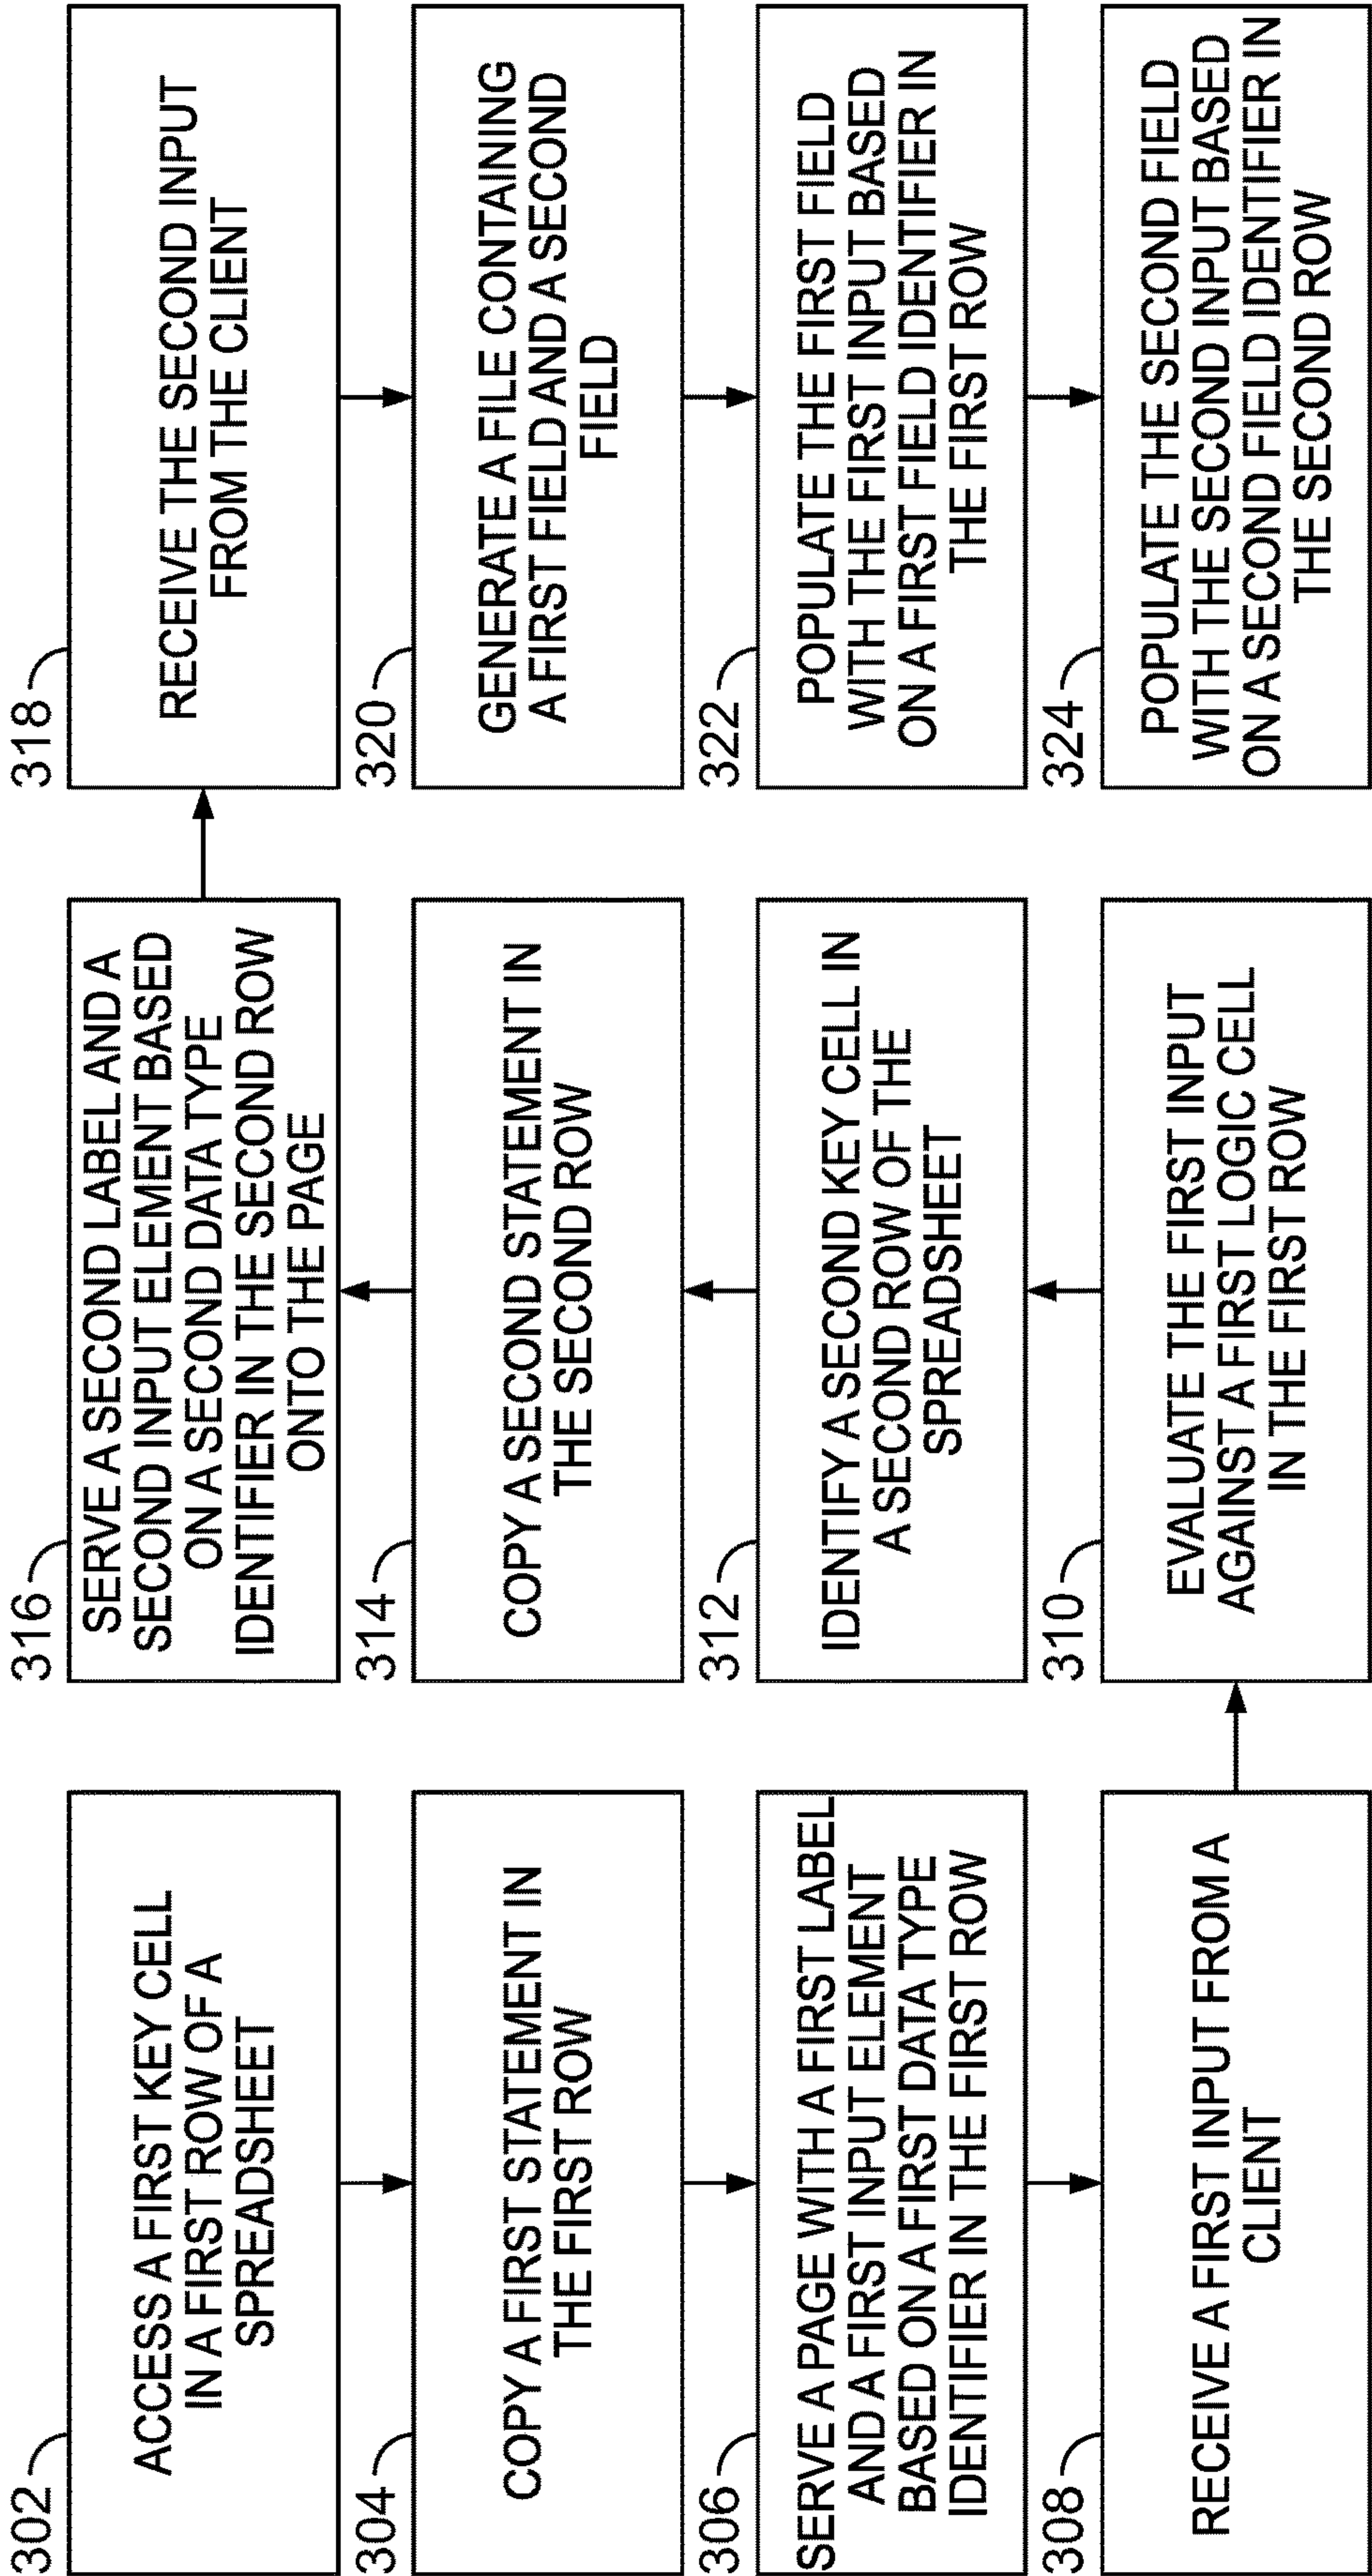 302
ACCESS A FIRST KEY CELL
IN A FIRST ROW OF A
SPREADSHEET
304
COPY A FIRST STATEMENT IN
THE FIRST ROW
306
SERVE A PAGE WITH A FIRST LABEL
AND A FIRST INPUT ELEMENT
BASED ON A FIRST DATA TYPE
IDENTIFIER IN THE FIRST ROW
308
RECEIVE A FIRST INPUT FROM A
CLIENT
310
EVALUATE THE FIRST INPUT
AGAINST A FIRST LOGIC CELL
IN THE FIRST ROW
312
IDENTIFY A SECOND KEY CELL IN
A SECOND ROW OF THE
SPREADSHEET
314
COPY A SECOND STATEMENT IN
THE SECOND ROW
316
SERVE A SECOND LABEL AND A
SECOND INPUT ELEMENT BASED
ON A SECOND DATA TYPE
IDENTIFIER IN THE SECOND ROW
ONTO THE PAGE
318
RECEIVE THE SECOND INPUT
FROM THE CLIENT
320
GENERATE A FILE CONTAINING
A FIRST FIELD AND A SECOND
FIELD
322
POPULATE THE FIRST FIELD
WITH THE FIRST INPUT BASED
ON A FIRST FIELD IDENTIFIER IN
THE FIRST ROW
324
POPULATE THE SECOND FIELD
WITH THE SECOND INPUT BASED
ON A SECOND FIELD IDENTIFIER IN
THE SECOND ROW